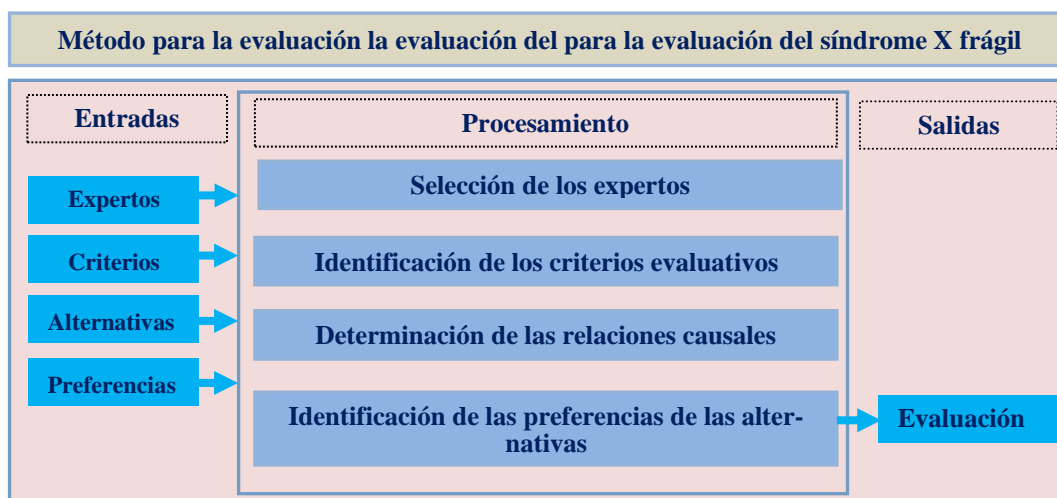 Método para la evaluación la evaluación del para la evaluación del síndrome X frágil
Entradas
Procesamiento
Salidas
Expertos
Criterios
Alternativas
Preferencias
Selección de los expertos
Identificación de los criterios evaluativos
Determinación de las relaciones causales
Identificación de las preferencias de las alter-
nativas
Evaluación